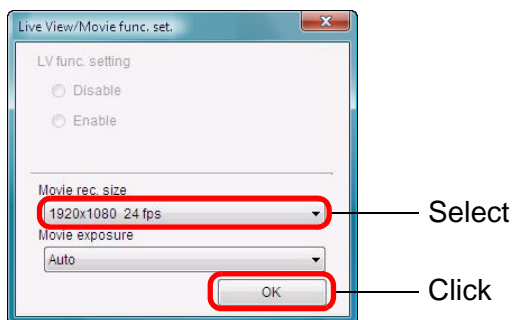 Live View/Movie func. set.
LV func. setting
Disable
Enable
Movie rec. size
1920x1080 24 fps
Select
Movie exposure
Auto
OK
Click